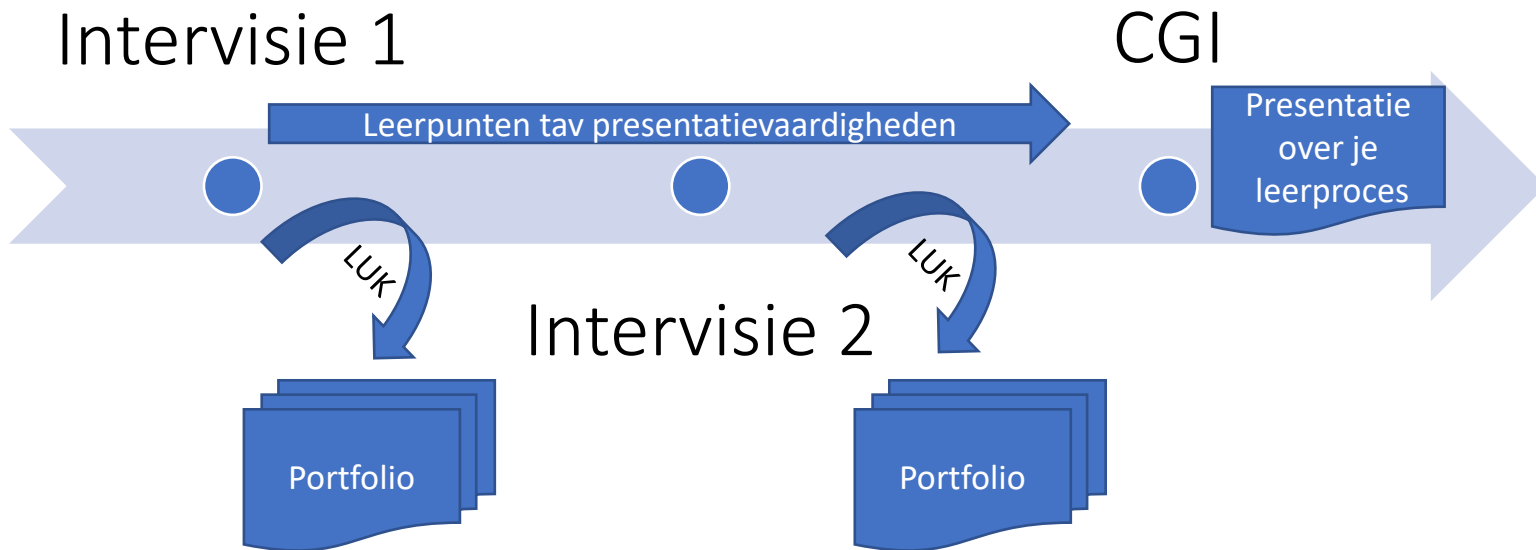 Intervisie 1
CGI
Leerpunten tav presentatievaardigheden
Presentatie
over je
leerproces
LUK
LUK
Intervisie 2
Portfolio
Portfolio